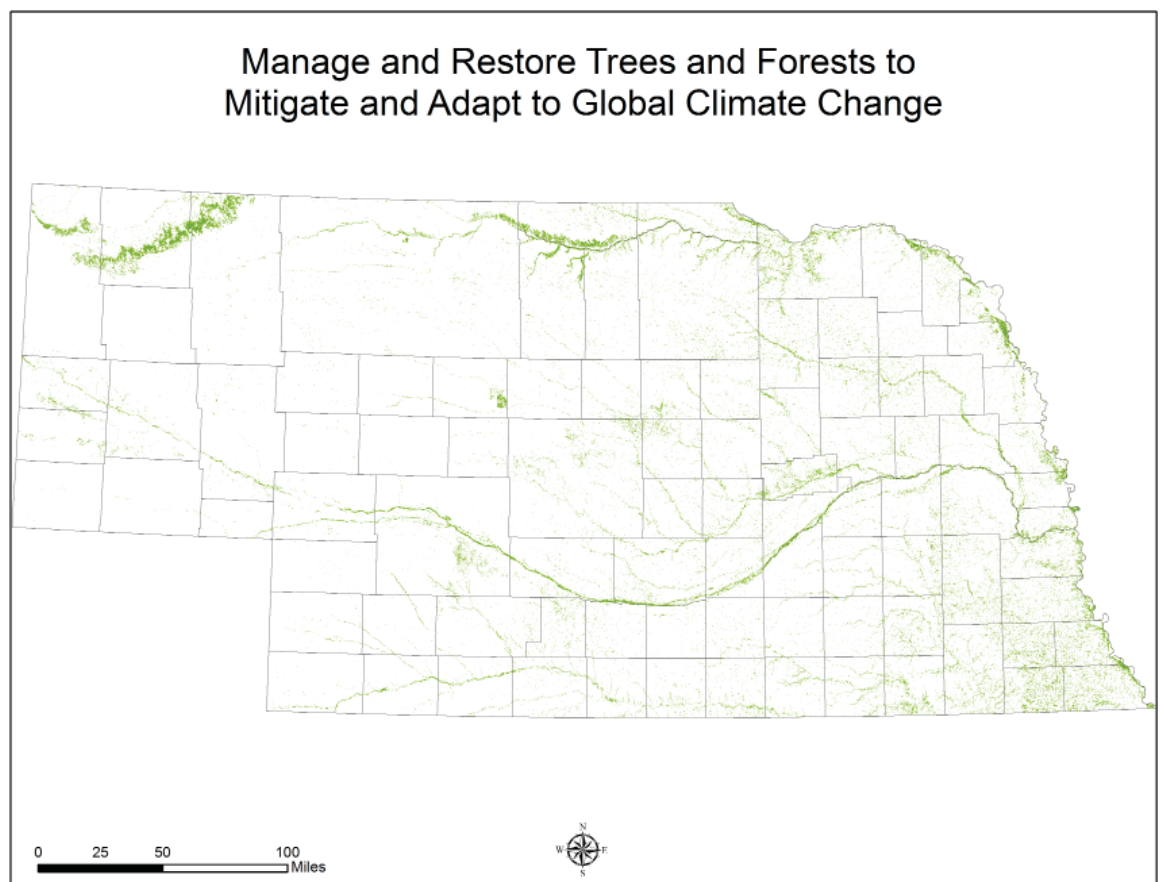 Manage and Restore Trees and Forests to
Mitigate and Adapt to Global Climate Change
N
W E
S
0 25 50 100
Miles